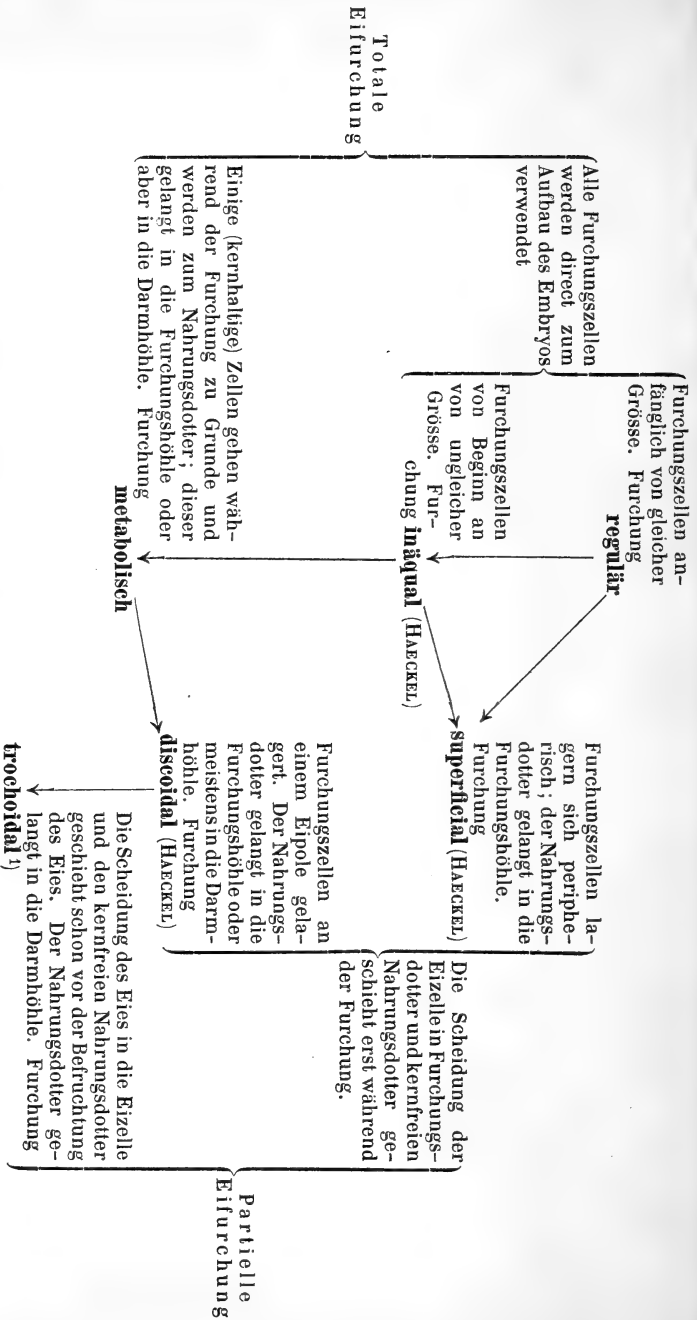 Totale
Eifurchung
Alle Furchungszellen
werden direct zum
Aufbau des Embryos
verwendet
Furchungszellen an-
fänglich von gleicher
Grösse. Furchung
regulär
Furchungszellen
von Beginn an
von ungleicher
Grösse. Fur-
chung inäqual (HAECKEL)
Einige (kernhaltige) Zellen gehen wäh-
rend der Furchung zu Grunde und
werden zum Nahrungsdotter; dieser
gelangt in die Furchungshöhle oder
aber in die Darmhöhle. Furchung
metabolisch
Furchungszellen la-
gern sich periphe-
risch; der Nahrungs-
dotter gelangt in die
Furchungshöhle.
Furchung
superficial (HAECKEL)
Furchungszellen an
einem Eipole gela-
gert. Der Nahrungs-
dotter gelangt in die
Furchungshöhle oder
meistens in die Darm-
höhle. Furchung
discoidal (HAECKEL)
Die Scheidung der
Eizelle in Furchungs-
dotter und kernfreien
Nahrungsdotter ge-
schieht erst während
der Furchung.
Die Scheidung des Eies in die Eizelle
und den kernfreien Nahrungsdotter
geschieht schon vor der Befruchtung
des Eies. Der Nahrungsdotter ge-
langt in die Darmhöhle. Furchung
trochoidal ¹)
Partielle
Eifurchung